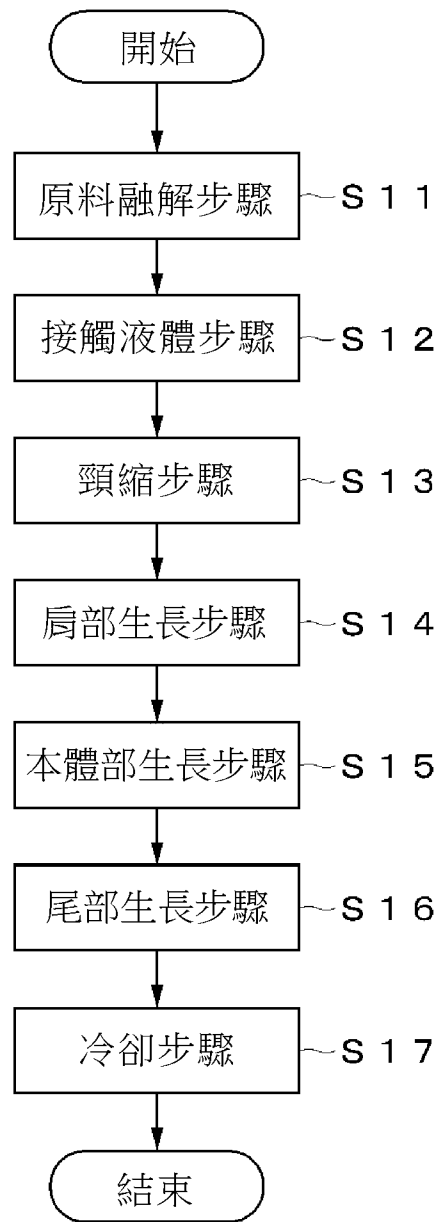 開始
原料融解步驟 S11
接觸液體步驟 S12
頸縮步驟 S13
肩部生長步驟 S14
本體部生長步驟 S15
尾部生長步驟 S16
冷卻步驟 S17
結束